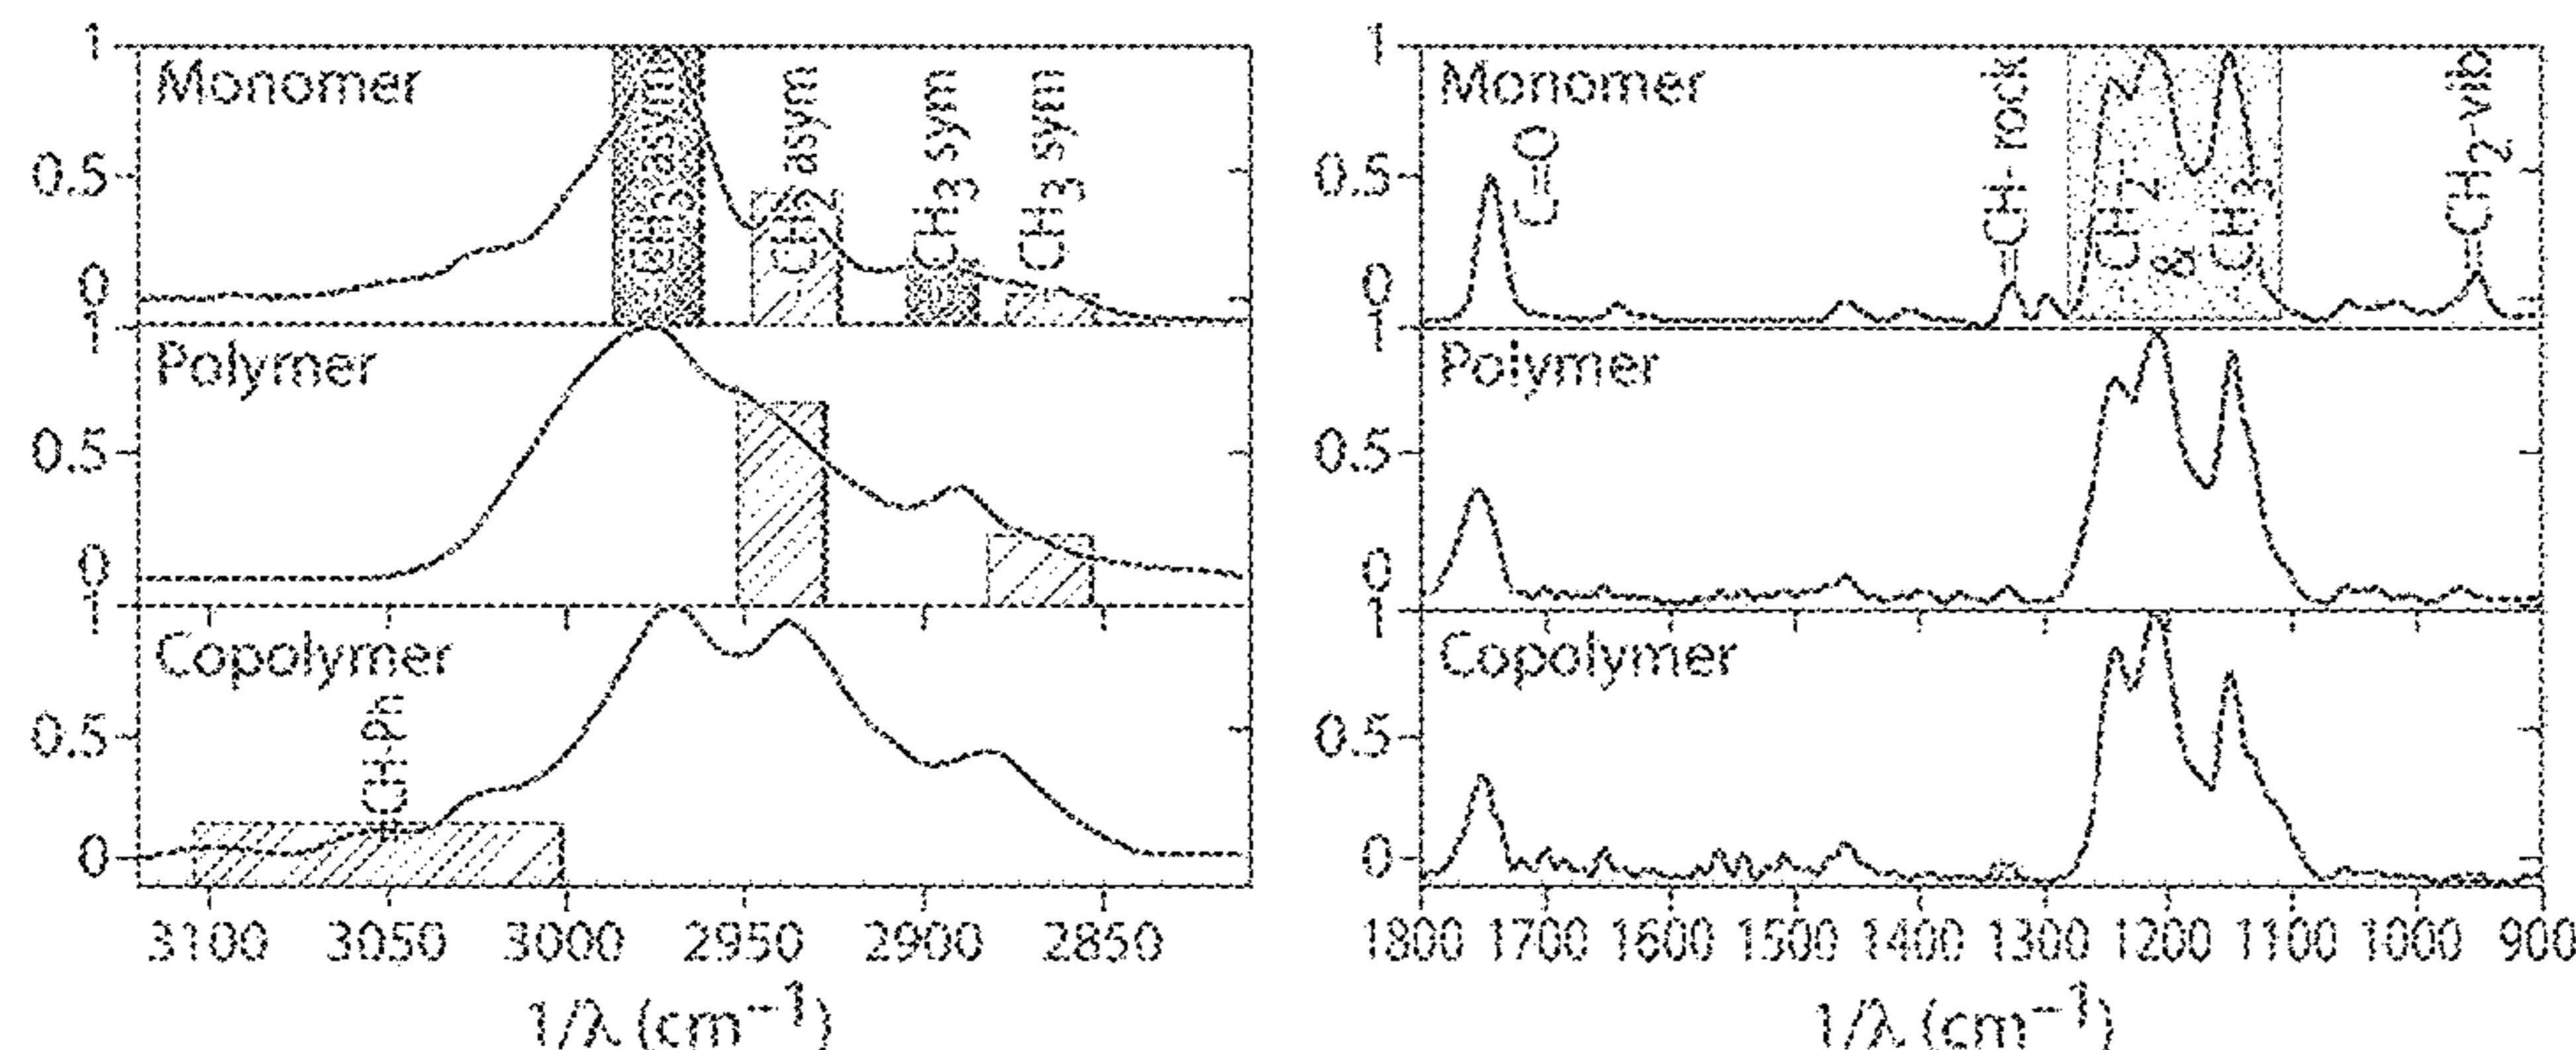 1
Monomer
CH3 asym
CH2 asym
CH3 sym
CH3 sym
0.5
0
1
Polymer
0.5
0
1
Copolymer
CH-Ph
0.5
0
3100 3050 3000 2950 2900 2850
1/λ (cm⁻¹)
1
Monomer
C=O
=CH- rock
CH2
&
CH3
=CH2-vib
0.5
0
1
Polymer
0.5
0
1
Copolymer
0.5
0
1800 1700 1600 1500 1400 1300 1200 1100 1000 900
1/λ (cm⁻¹)